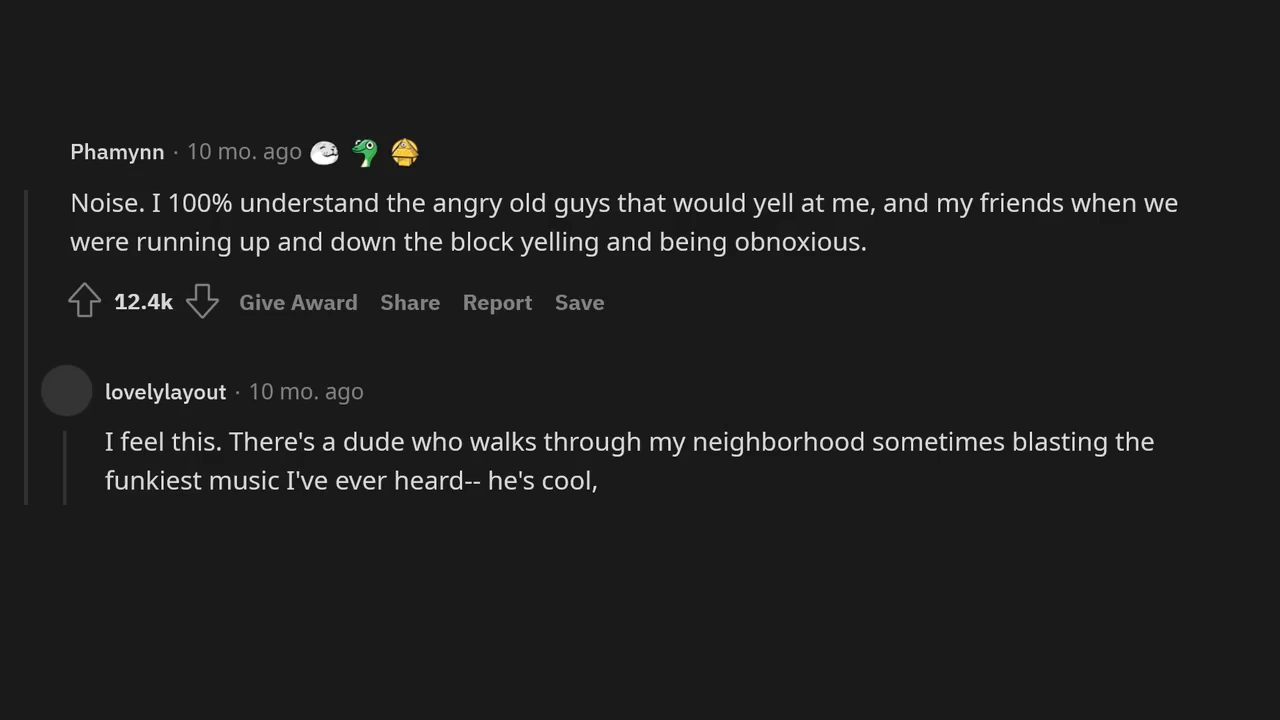 Phamynn · 10 mo. ago
Noise. I 100% understand the angry old guys that would yell at me, and my friends when we
were running up and down the block yelling and being obnoxious.
12.4k Give Award Share Report Save
lovelylayout · 10 mo. ago
I feel this. There's a dude who walks through my neighborhood sometimes blasting the
funkiest music I've ever heard-- he's cool,